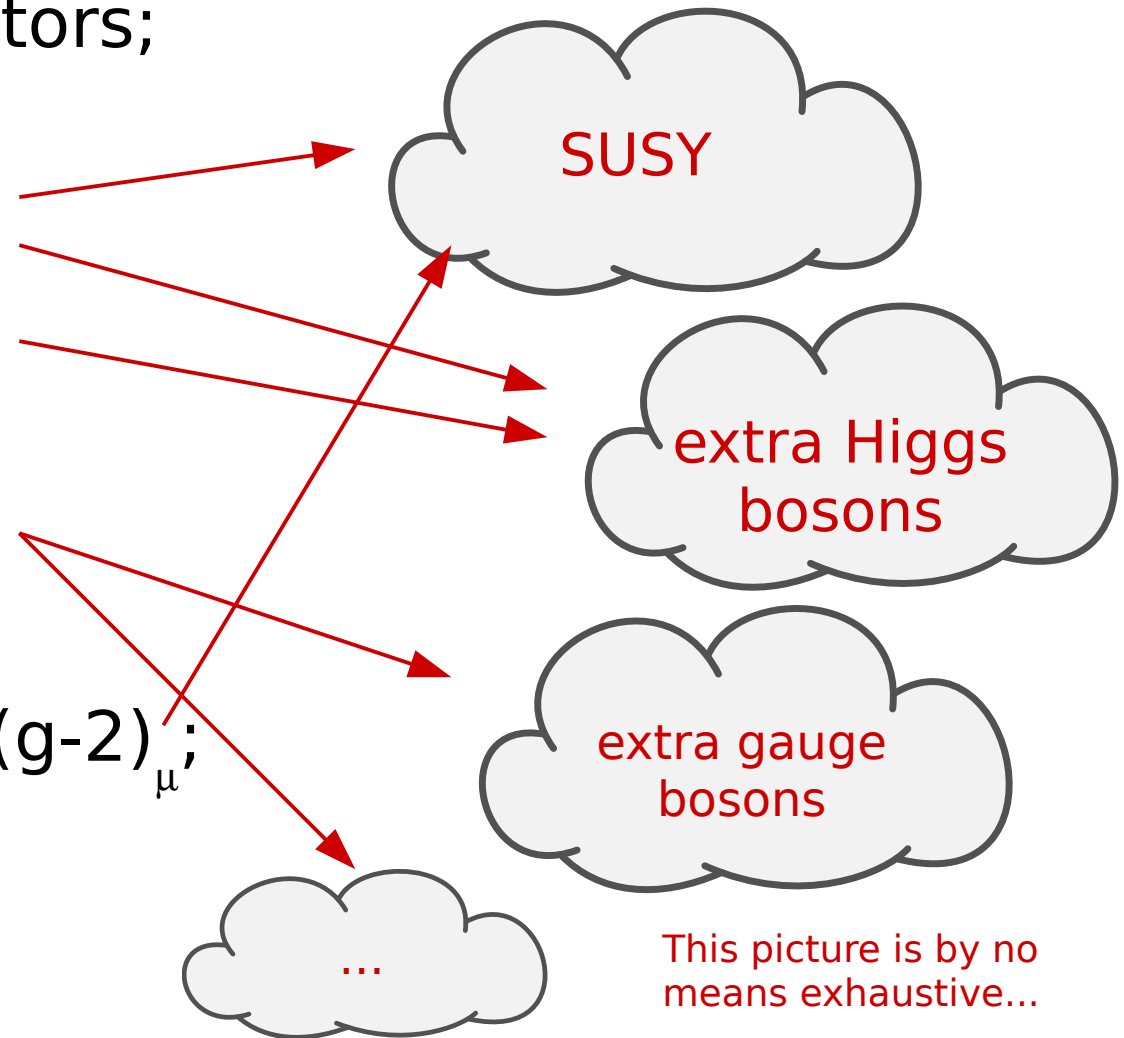 tors;
SUSY
extra Higgs
bosons
extra gauge
bosons
(g-2)μ;
...
This picture is by no
means exhaustive...